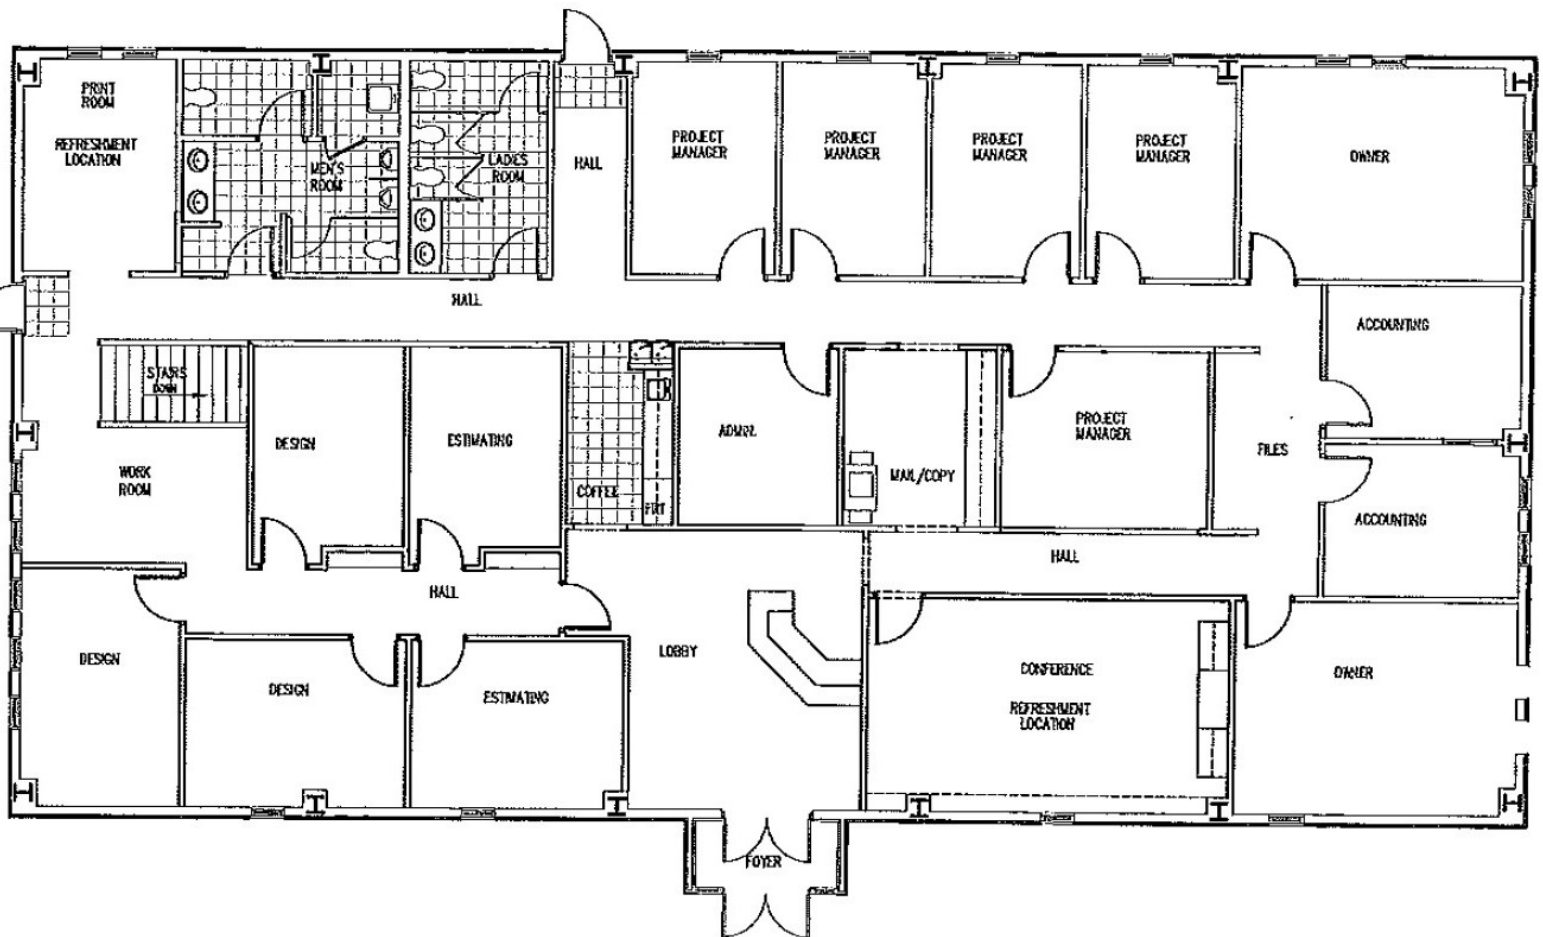 PRINT
ROOM
REFRESHMENT
LOCATION
MEN'S
ROOM
LADIES
ROOM
HALL
PROJECT
MANAGER
PROJECT
MANAGER
PROJECT
MANAGER
PROJECT
MANAGER
OWNER
HALL
ACCOUNTING
STAIRS
DOWN
DESIGN
ESTIMATING
COFFEE
ADMIN.
MAIL/COPY
PROJECT
MANAGER
FILES
WORK
ROOM
ACCOUNTING
HALL
HALL
DESIGN
DESIGN
ESTIMATING
LOBBY
CONFERENCE
REFRESHMENT
LOCATION
OWNER
FOYER